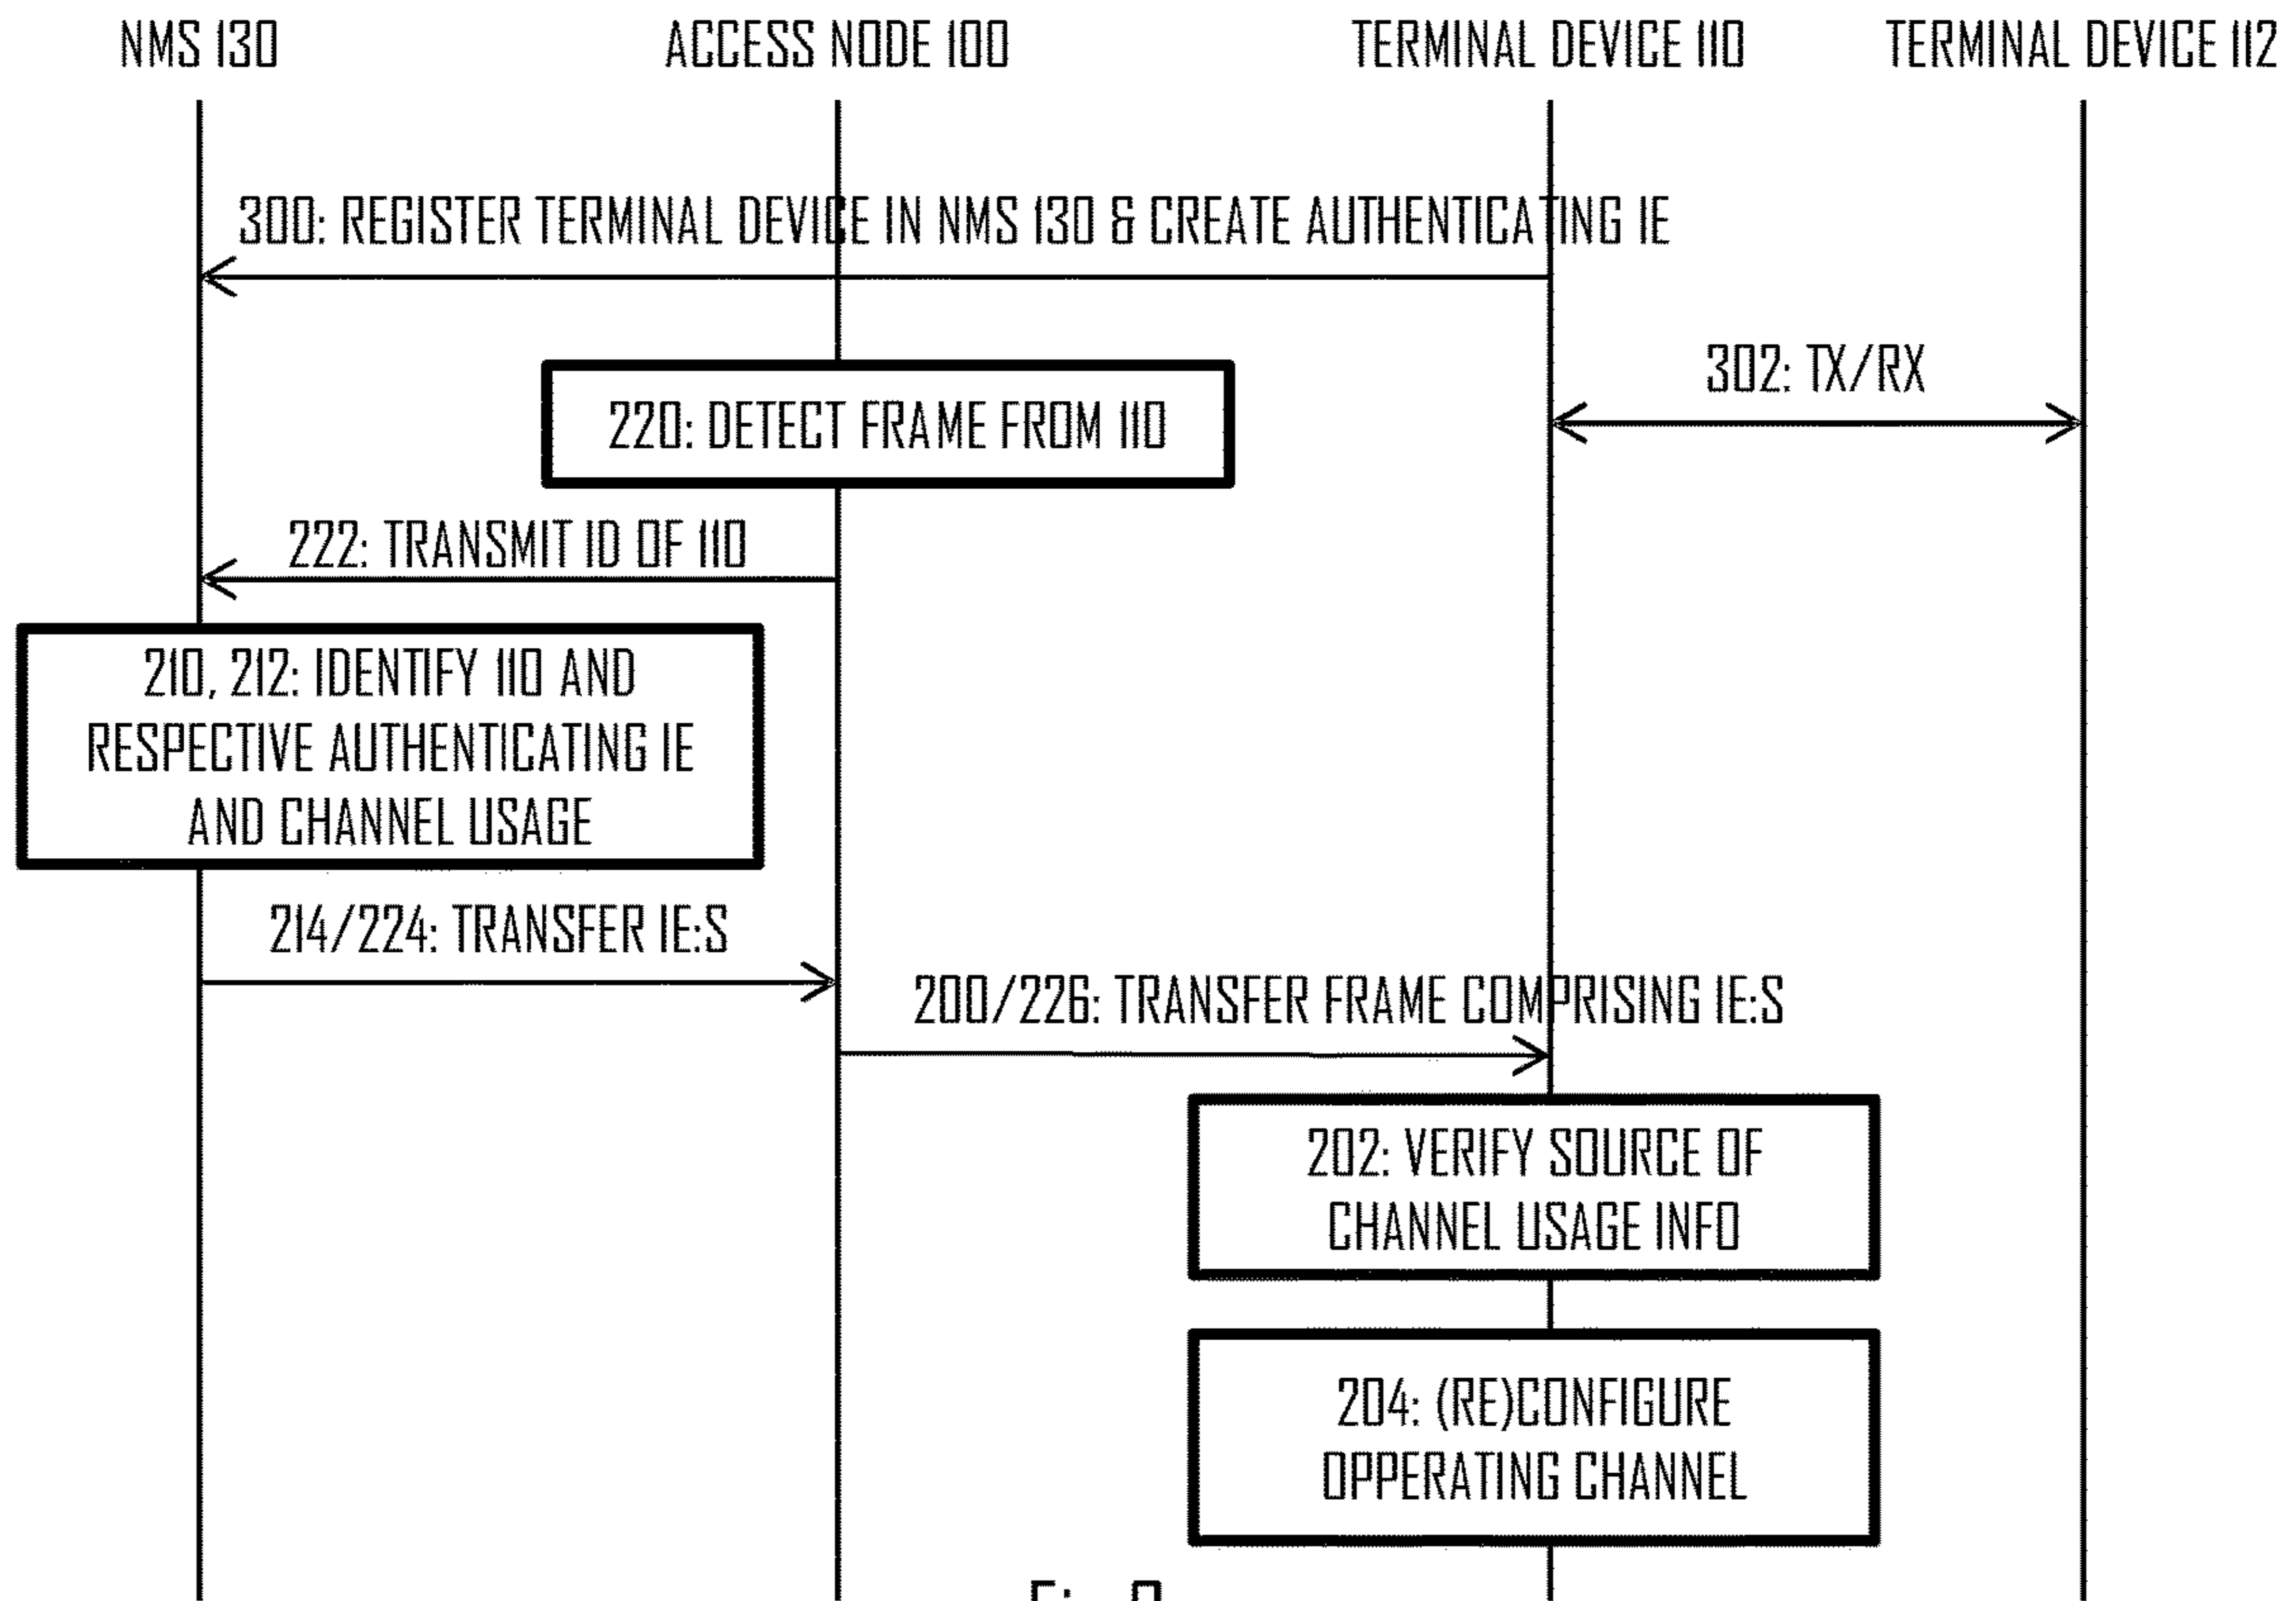 NMS 130
ACCESS NODE 100
TERMINAL DEVICE 110
TERMINAL DEVICE 112
300: REGISTER TERMINAL DEVICE IN NMS 130 & CREATE AUTHENTICATING IE
302: TX/RX
220: DETECT FRAME FROM 110
222: TRANSMIT ID OF 110
210, 212: IDENTIFY 110 AND
RESPECTIVE AUTHENTICATING IE
AND CHANNEL USAGE
214/224: TRANSFER IE:S
200/226: TRANSFER FRAME COMPRISING IE:S
202: VERIFY SOURCE OF
CHANNEL USAGE INFO
204: (RE)CONFIGURE
OPPERATING CHANNEL